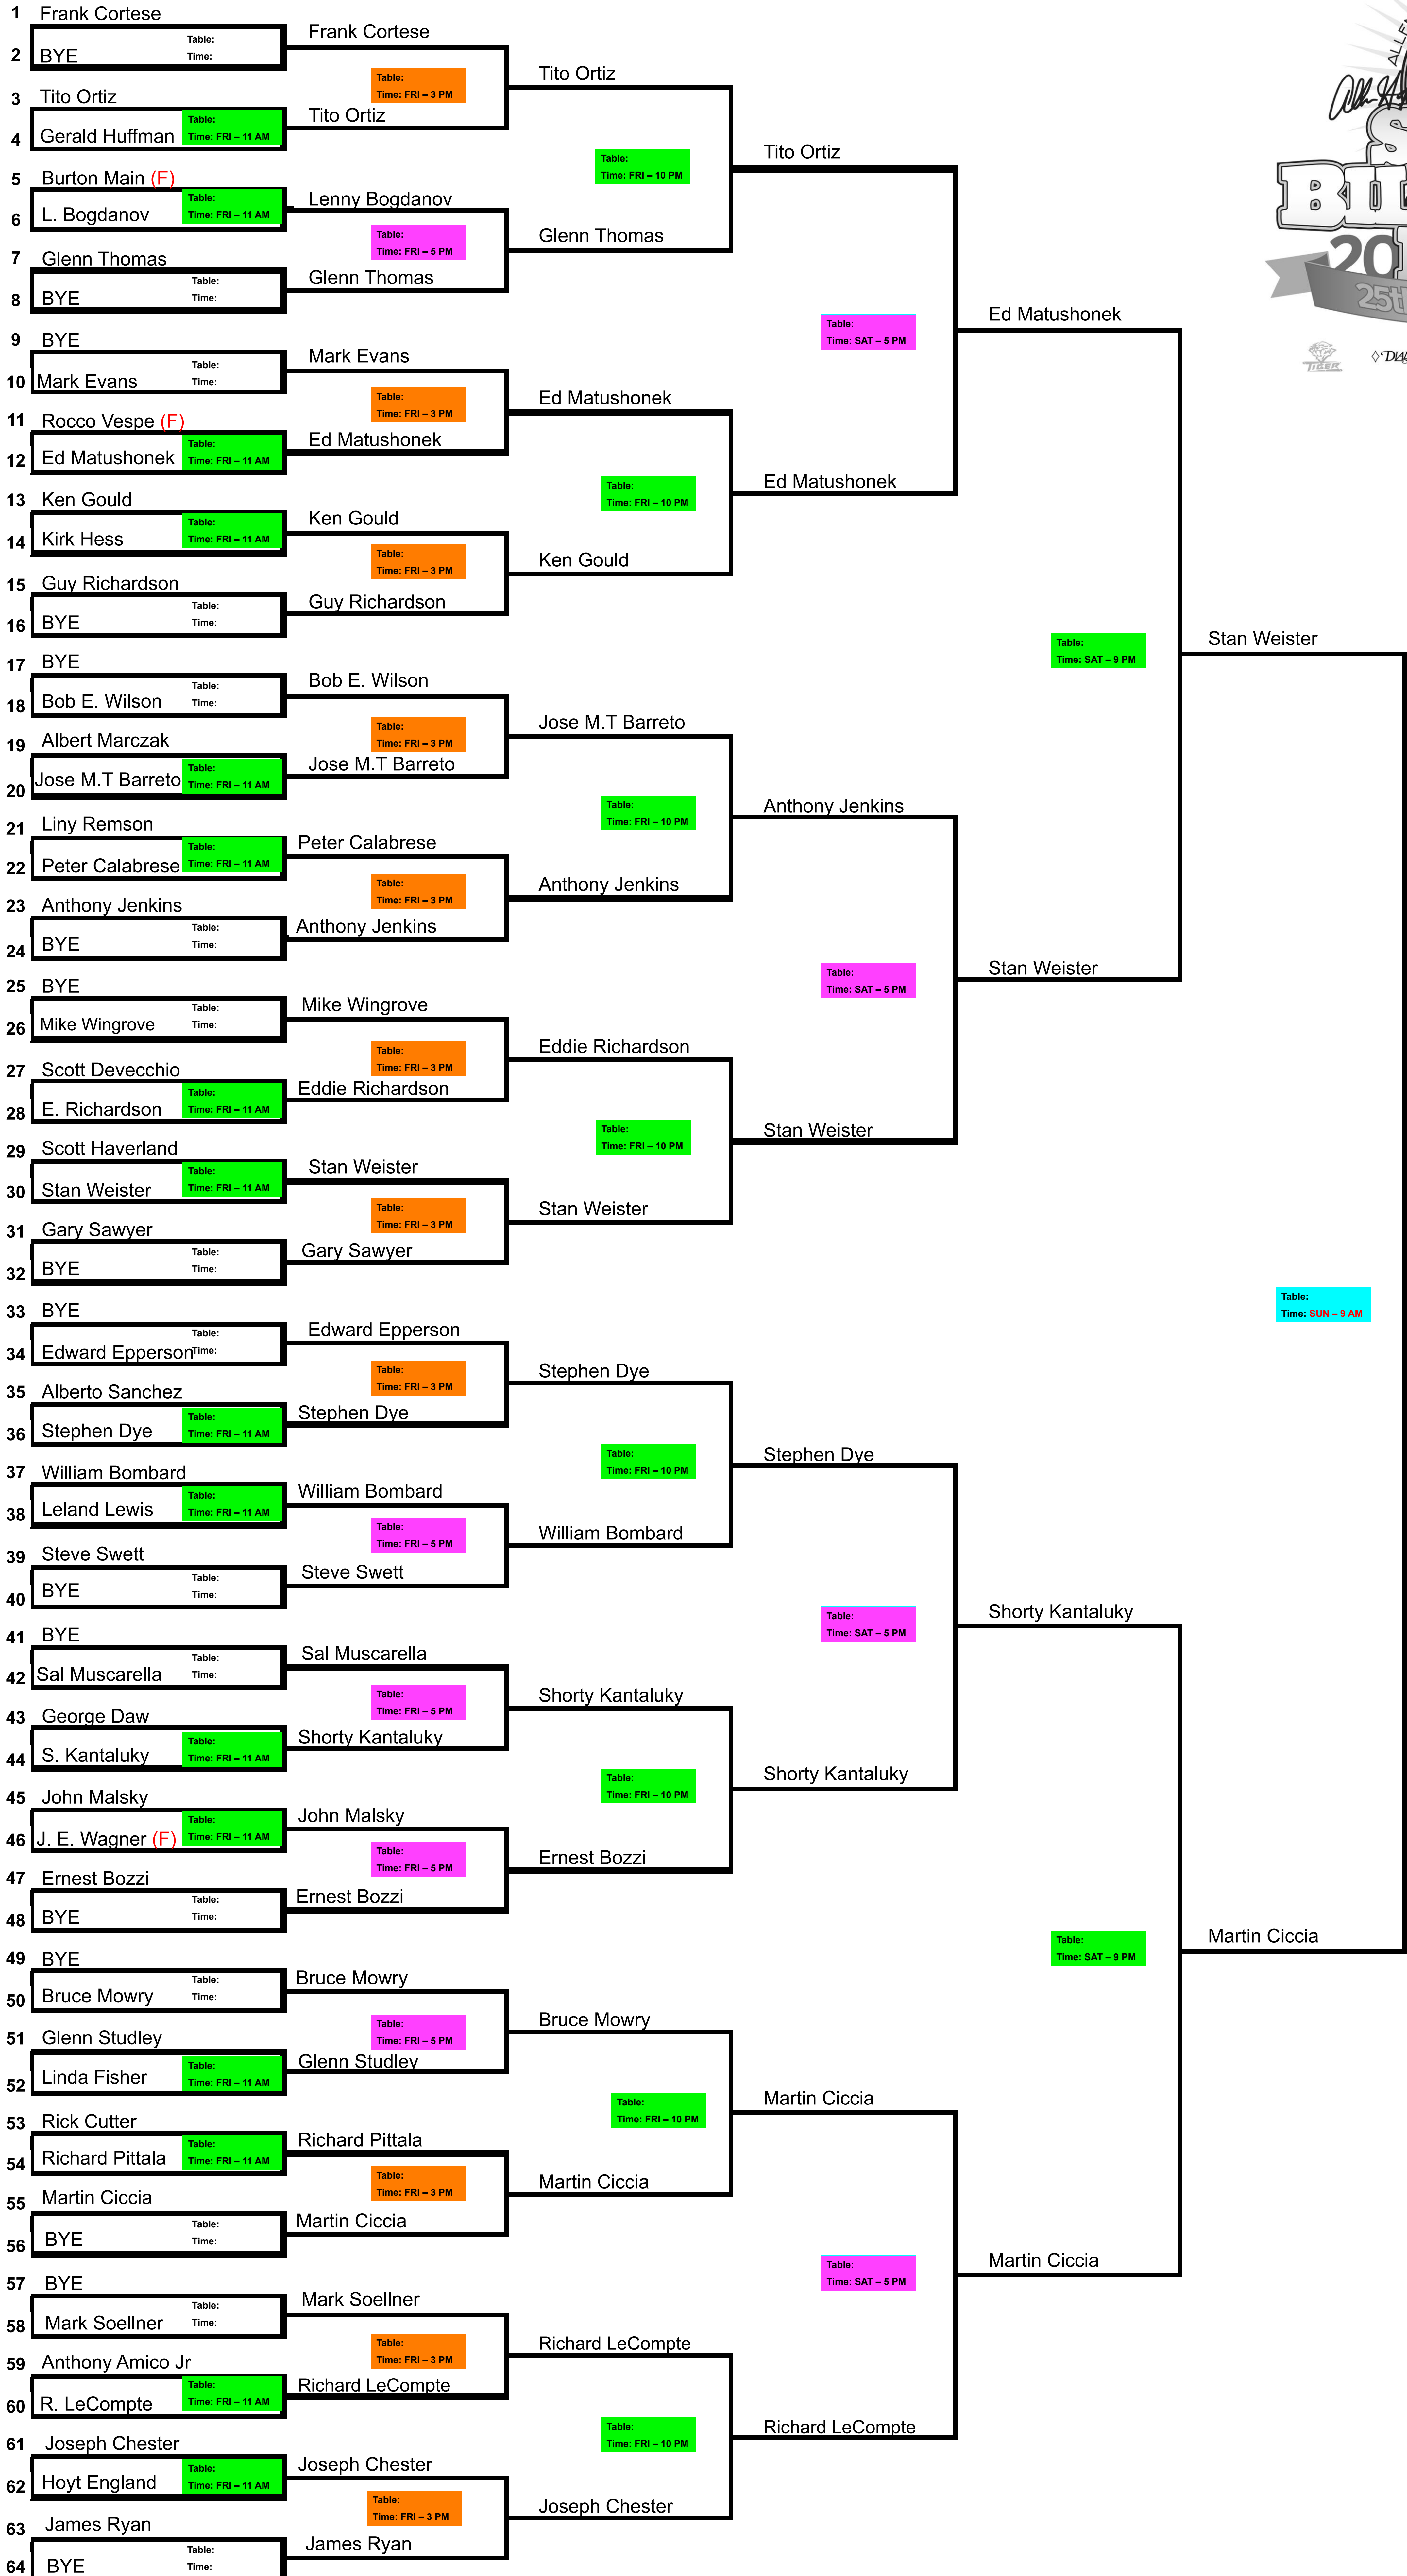 1 Frank Cortese
Table:
2 BYE Time:
3 Tito Ortiz
Table:
4 Gerald Huffman Time: FRI – 11 AM
5 Burton Main (F)
Table:
6 L. Bogdanov Time: FRI – 11 AM
7 Glenn Thomas
Table:
8 BYE Time:
9 BYE
Table:
10 Mark Evans Time:
11 Rocco Vespe (F)
Table:
12 Ed Matushonek Time: FRI – 11 AM
13 Ken Gould
Table:
14 Kirk Hess Time: FRI – 11 AM
15 Guy Richardson
Table:
16 BYE Time:
17 BYE
Table:
18 Bob E. Wilson Time:
19 Albert Marczak
Table:
20 Jose M.T Barreto Time: FRI – 11 AM
21 Liny Remson
Table:
22 Peter Calabrese Time: FRI – 11 AM
23 Anthony Jenkins
Table:
24 BYE Time:
25 BYE
Table:
26 Mike Wingrove Time:
27 Scott Devecchio
Table:
28 E. Richardson Time: FRI – 11 AM
29 Scott Haverland
Table:
30 Stan Weister Time: FRI – 11 AM
31 Gary Sawyer
Table:
32 BYE Time:
33 BYE
Table:
34 Edward Epperson Time:
35 Alberto Sanchez
Table:
36 Stephen Dye Time: FRI – 11 AM
37 William Bombard
Table:
38 Leland Lewis Time: FRI – 11 AM
39 Steve Swett
Table:
40 BYE Time:
41 BYE
Table:
42 Sal Muscarella Time:
43 George Daw
Table:
44 S. Kantaluky Time: FRI – 11 AM
45 John Malsky
Table:
46 J. E. Wagner (F) Time: FRI – 11 AM
47 Ernest Bozzi
Table:
48 BYE Time:
49 BYE
Table:
50 Bruce Mowry Time:
51 Glenn Studley
Table:
52 Linda Fisher Time: FRI – 11 AM
53 Rick Cutter
Table:
54 Richard Pittala Time: FRI – 11 AM
55 Martin Ciccia
Table:
56 BYE Time:
57 BYE
Table:
58 Mark Soellner Time:
59 Anthony Amico Jr
Table:
60 R. LeCompte Time: FRI – 11 AM
61 Joseph Chester
Table:
62 Hoyt England Time: FRI – 11 AM
63 James Ryan
Table:
64 BYE Time:
Frank Cortese
Table:
Time: FRI – 3 PM
Tito Ortiz
Lenny Bogdanov
Table:
Time: FRI – 5 PM
Glenn Thomas
Mark Evans
Table:
Time: FRI – 3 PM
Ed Matushonek
Ken Gould
Table:
Time: FRI – 3 PM
Guy Richardson
Bob E. Wilson
Table:
Time: FRI – 3 PM
Jose M.T Barreto
Peter Calabrese
Table:
Time: FRI – 3 PM
Anthony Jenkins
Mike Wingrove
Table:
Time: FRI – 3 PM
Eddie Richardson
Stan Weister
Table:
Time: FRI – 3 PM
Gary Sawyer
Edward Epperson
Table:
Time: FRI – 3 PM
Stephen Dye
William Bombard
Table:
Time: FRI – 5 PM
Steve Swett
Sal Muscarella
Table:
Time: FRI – 5 PM
Shorty Kantaluky
John Malsky
Table:
Time: FRI – 5 PM
Ernest Bozzi
Bruce Mowry
Table:
Time: FRI – 5 PM
Glenn Studley
Richard Pittala
Table:
Time: FRI – 3 PM
Martin Ciccia
Mark Soellner
Table:
Time: FRI – 3 PM
Richard LeCompte
Joseph Chester
Table:
Time: FRI – 3 PM
James Ryan
Tito Ortiz
Table:
Time: FRI – 10 PM
Glenn Thomas
Ed Matushonek
Table:
Time: FRI – 10 PM
Ken Gould
Jose M.T Barreto
Table:
Time: FRI – 10 PM
Anthony Jenkins
Eddie Richardson
Table:
Time: FRI – 10 PM
Stan Weister
Stephen Dye
Table:
Time: FRI – 10 PM
William Bombard
Shorty Kantaluky
Table:
Time: FRI – 10 PM
Ernest Bozzi
Bruce Mowry
Table:
Time: FRI – 10 PM
Martin Ciccia
Richard LeCompte
Table:
Time: FRI – 10 PM
Joseph Chester
Tito Ortiz
Table:
Time: SAT – 5 PM
Ed Matushonek
Anthony Jenkins
Table:
Time: SAT – 5 PM
Stan Weister
Stephen Dye
Table:
Time: SAT – 5 PM
Shorty Kantaluky
Martin Ciccia
Table:
Time: SAT – 5 PM
Richard LeCompte
Ed Matushonek
Table:
Time: SAT – 9 PM
Stan Weister
Shorty Kantaluky
Table:
Time: SAT – 9 PM
Martin Ciccia
Stan Weister
Table:
Time: SUN – 9 AM
Martin Ciccia
25th
TIGER